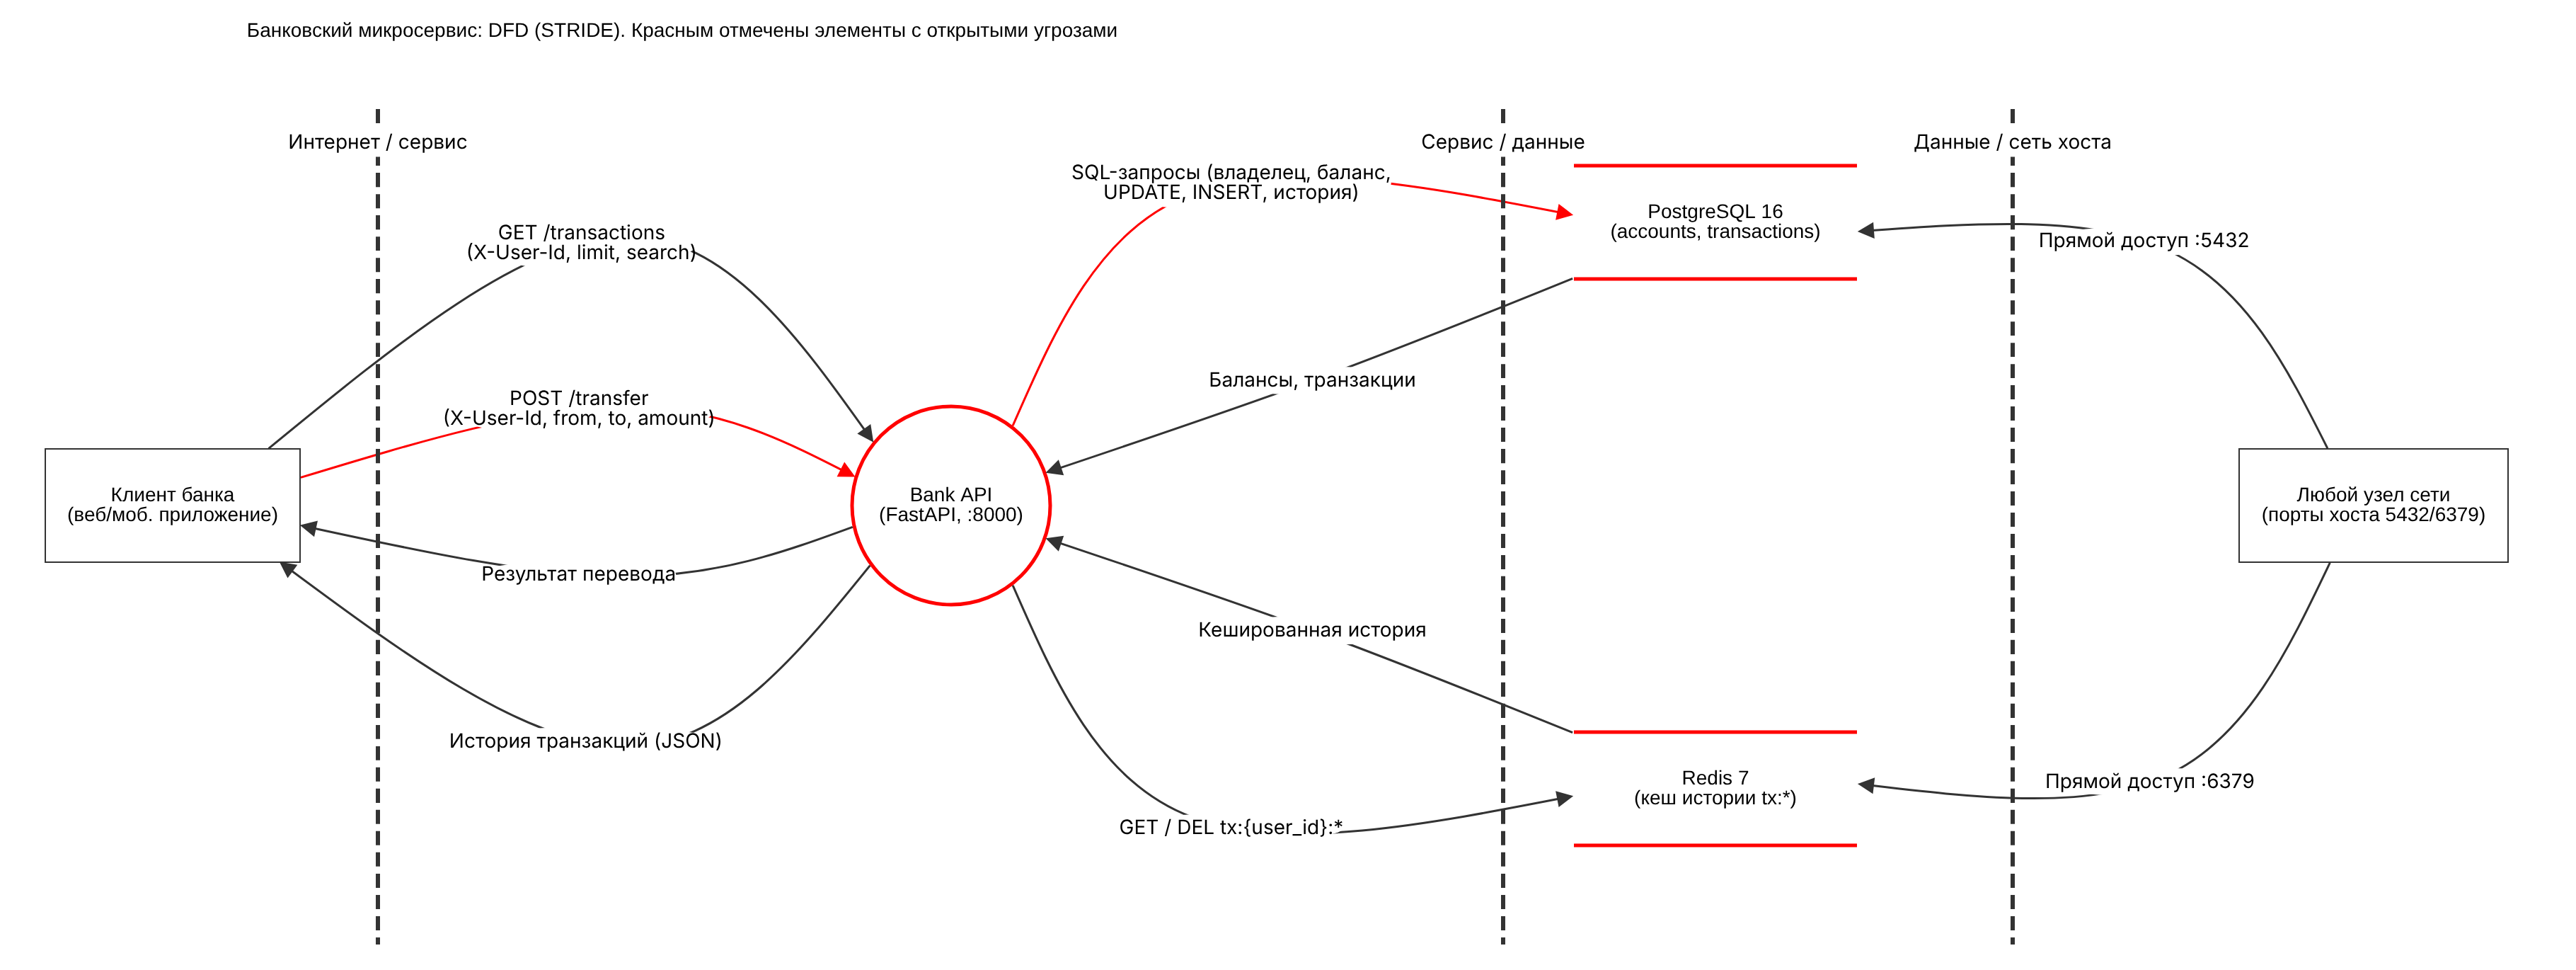 Банковский микросервис: DFD (STRIDE). Красным отмечены элементы с открытыми угрозами
Интернет / сервис
Сервис / данные
Данные / сеть хоста
SQL-запросы (владелец, баланс,
UPDATE, INSERT, история)
PostgreSQL 16
(accounts, transactions)
GET /transactions
(X-User-Id, limit, search)
Прямой доступ :5432
Балансы, транзакции
POST /transfer
(X-User-Id, from, to, amount)
Клиент банка
(веб/моб. приложение)
Bank API
(FastAPI, :8000)
Любой узел сети
(порты хоста 5432/6379)
Результат перевода
Кешированная история
История транзакций (JSON)
Redis 7
(кеш истории tx:*)
Прямой доступ :6379
GET / DEL tx:{user_id}:*